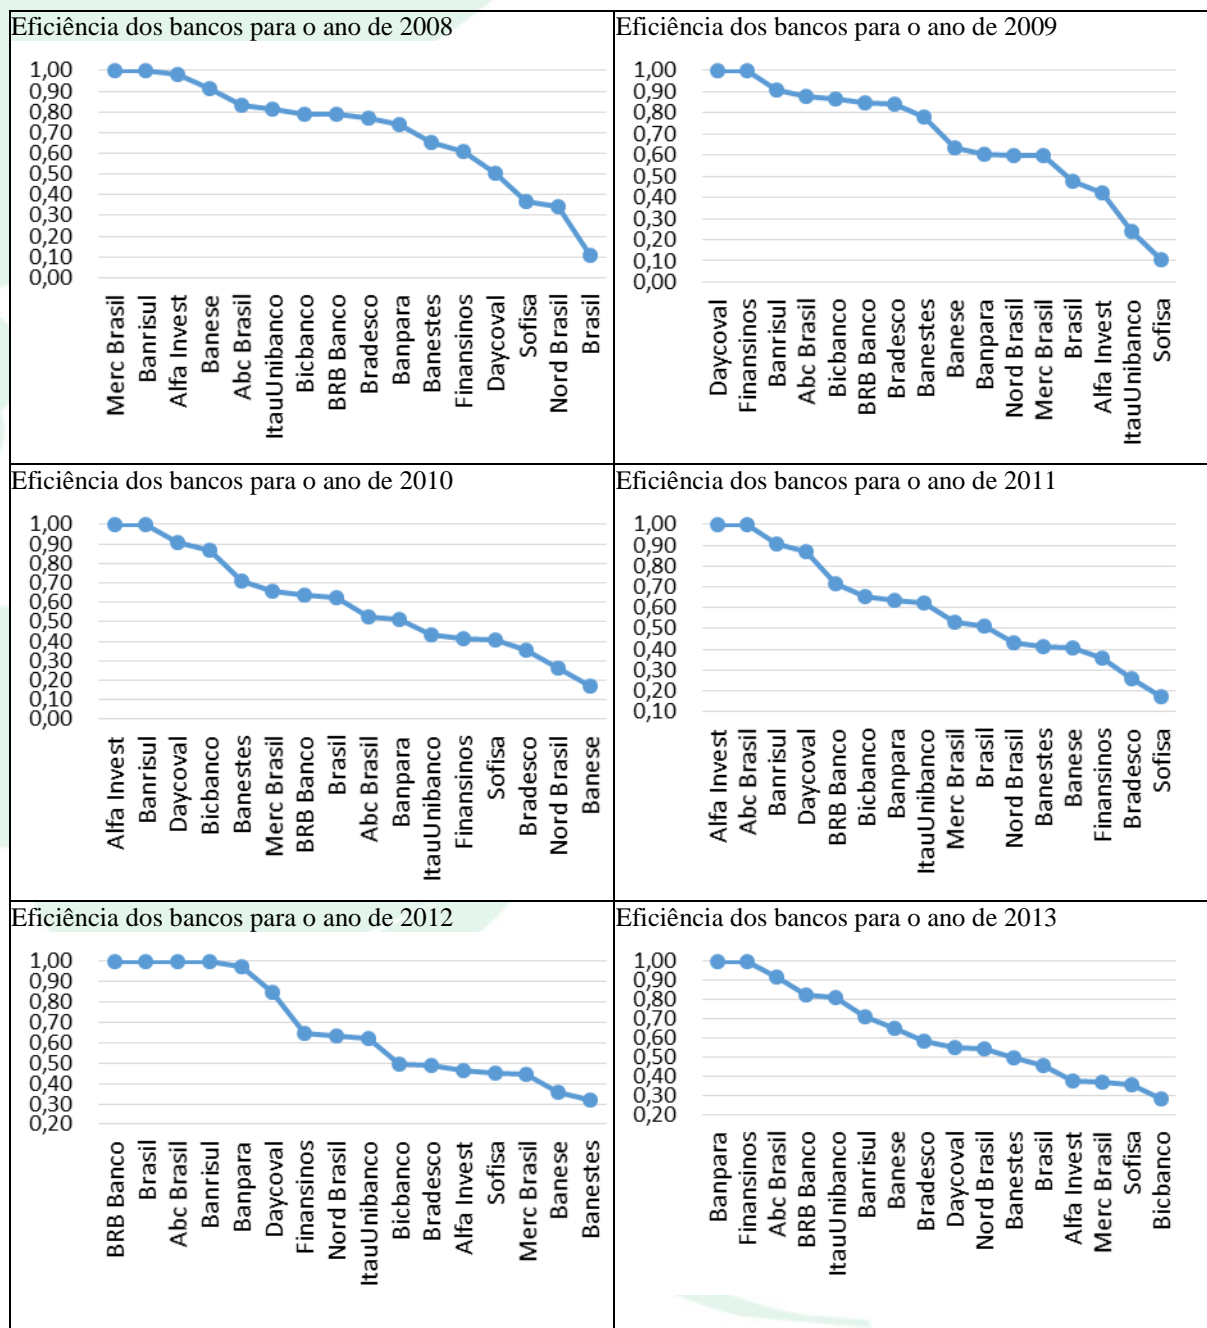 Eficiência dos bancos para o ano de 2008
1,00
0,90
0,80
0,70
0,60
0,50
0,40
0,30
0,20
0,10
0,00
Merc Brasil
Banrisul
Alfa Invest
Banese
Abc Brasil
ItauUnibanco
Bicbanco
BRB Banco
Bradesco
Banpara
Banestes
Finansinos
Daycoval
Sofisa
Nord Brasil
Brasil
Eficiência dos bancos para o ano de 2009
1,00
0,90
0,80
0,70
0,60
0,50
0,40
0,30
0,20
0,10
0,00
Daycoval
Finansinos
Banrisul
Abc Brasil
Bicbanco
BRB Banco
Bradesco
Banestes
Banese
Banpara
Nord Brasil
Merc Brasil
Brasil
Alfa Invest
ItauUnibanco
Sofisa
Eficiência dos bancos para o ano de 2010
1,00
0,90
0,80
0,70
0,60
0,50
0,40
0,30
0,20
0,10
0,00
Alfa Invest
Banrisul
Daycoval
Bicbanco
Banestes
Merc Brasil
BRB Banco
Brasil
Abc Brasil
Banpara
ItauUnibanco
Finansinos
Sofisa
Bradesco
Nord Brasil
Banese
Eficiência dos bancos para o ano de 2011
1,00
0,90
0,80
0,70
0,60
0,50
0,40
0,30
0,20
0,10
Alfa Invest
Abc Brasil
Banrisul
Daycoval
BRB Banco
Bicbanco
Banpara
ItauUnibanco
Merc Brasil
Brasil
Nord Brasil
Banestes
Banese
Finansinos
Bradesco
Sofisa
Eficiência dos bancos para o ano de 2012
1,00
0,90
0,80
0,70
0,60
0,50
0,40
0,30
0,20
BRB Banco
Brasil
Abc Brasil
Banrisul
Banpara
Daycoval
Finansinos
Nord Brasil
ItauUnibanco
Bicbanco
Bradesco
Alfa Invest
Sofisa
Merc Brasil
Banese
Banestes
Eficiência dos bancos para o ano de 2013
1,00
0,90
0,80
0,70
0,60
0,50
0,40
0,30
0,20
Banpara
Finansinos
Abc Brasil
BRB Banco
ItauUnibanco
Banrisul
Banese
Bradesco
Daycoval
Nord Brasil
Banestes
Brasil
Alfa Invest
Merc Brasil
Sofisa
Bicbanco